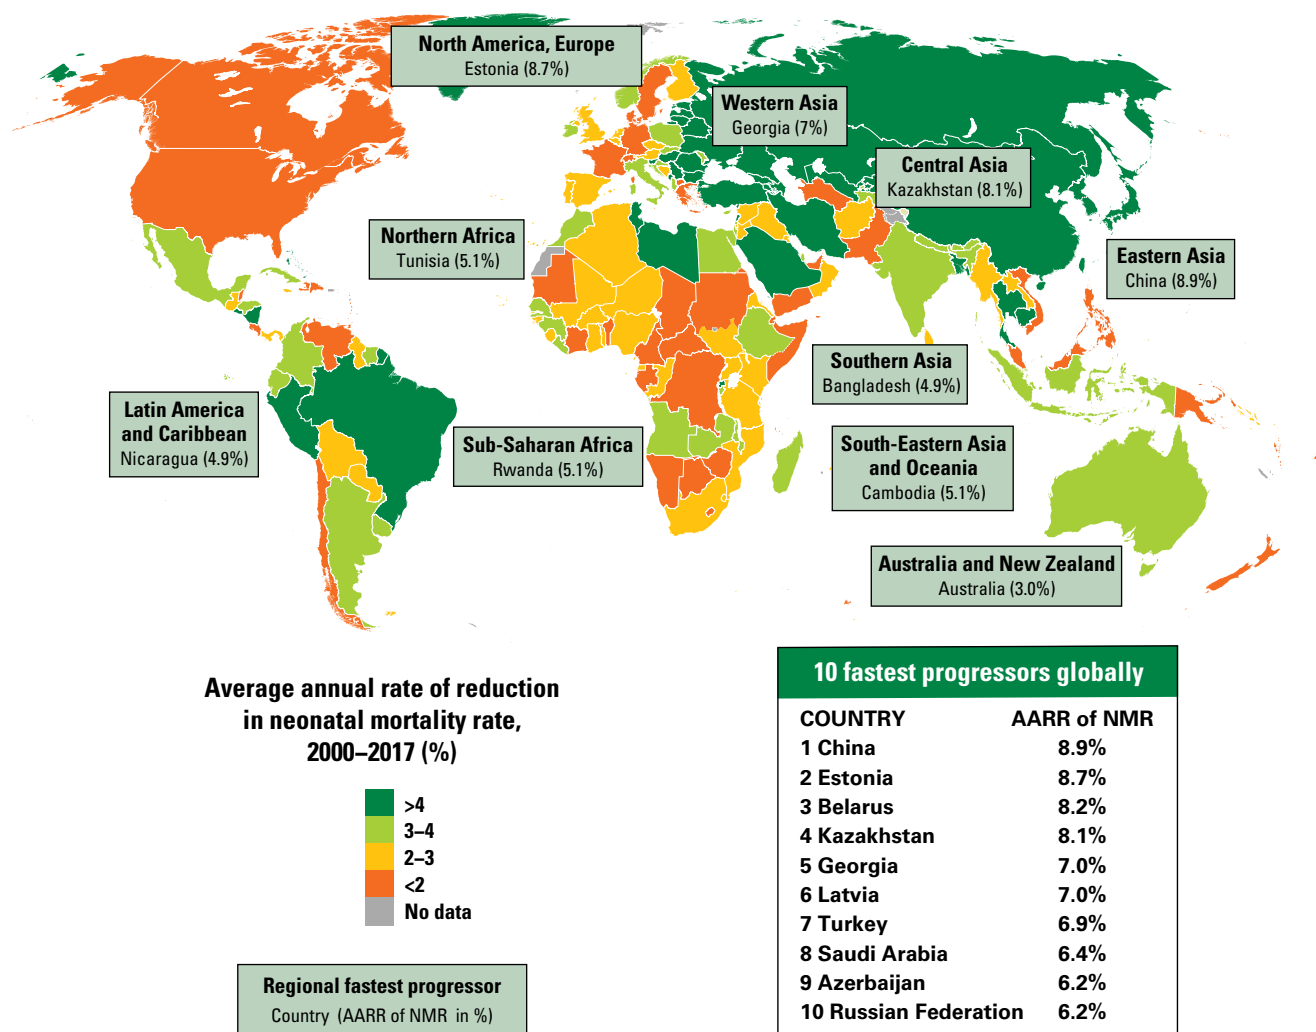 North America, Europe
Estonia (8.7%)
Western Asia
Georgia (7%)
Central Asia
Kazakhstan (8.1%)
Northern Africa
Tunisia (5.1%)
Eastern Asia
China (8.9%)
Southern Asia
Bangladesh (4.9%)
Latin America
and Caribbean
Nicaragua (4.9%)
Sub-Saharan Africa
Rwanda (5.1%)
South-Eastern Asia
and Oceania
Cambodia (5.1%)
Australia and New Zealand
Australia (3.0%)
Average annual rate of reduction
in neonatal mortality rate,
2000–2017 (%)
>4
3–4
2–3
<2
No data
Regional fastest progressor
Country (AARR of NMR in %)
10 fastest progressors globally
COUNTRY AARR of NMR
1 China 8.9%
2 Estonia 8.7%
3 Belarus 8.2%
4 Kazakhstan 8.1%
5 Georgia 7.0%
6 Latvia 7.0%
7 Turkey 6.9%
8 Saudi Arabia 6.4%
9 Azerbaijan 6.2%
10 Russian Federation 6.2%